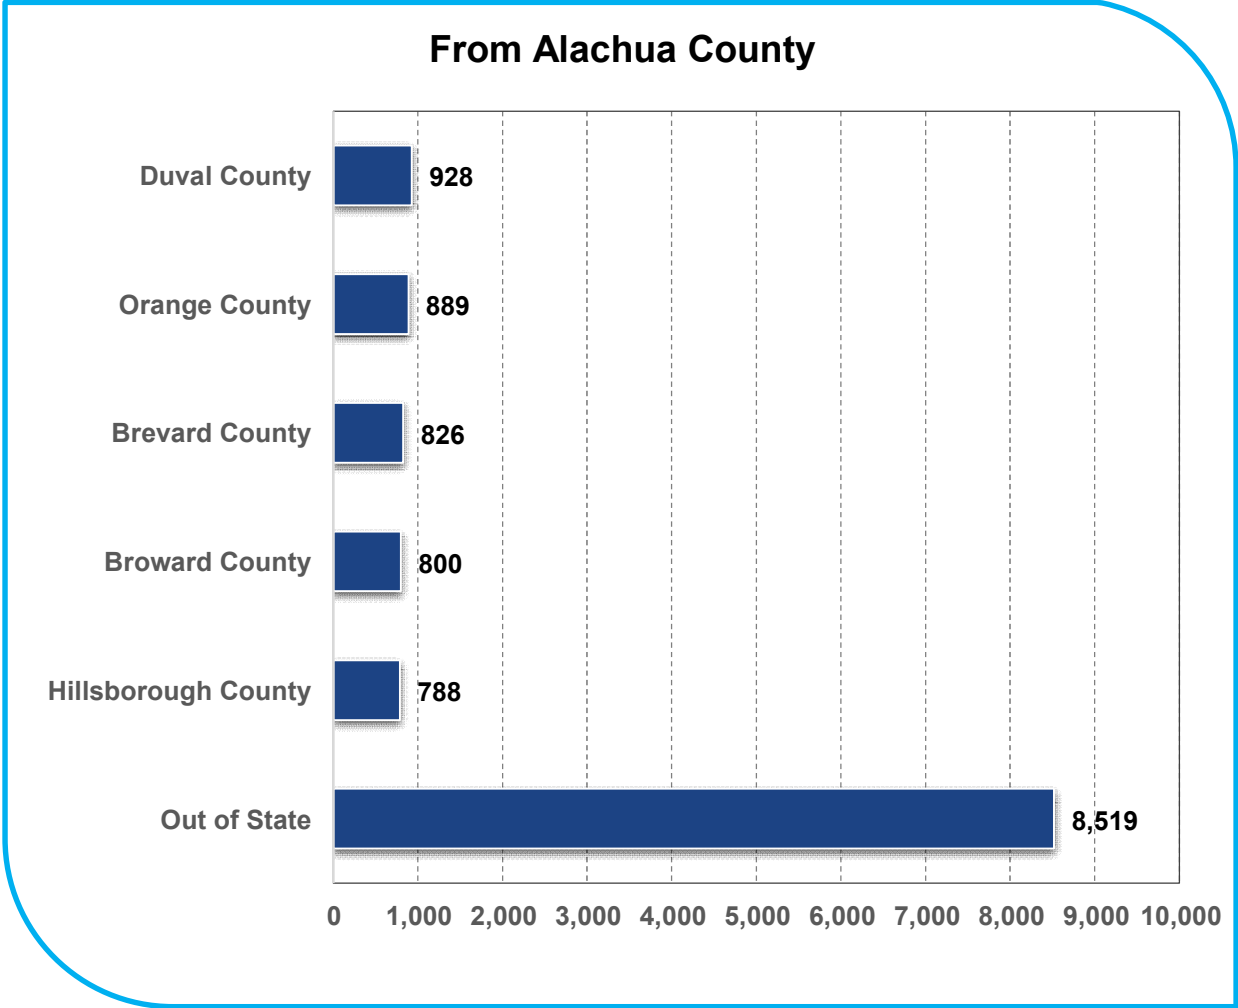 From Alachua County
Duval County
928
Orange County
889
Brevard County
826
Broward County
800
Hillsborough County
788
Out of State
8,519
0 1,000 2,000 3,000 4,000 5,000 6,000 7,000 8,000 9,000 10,000